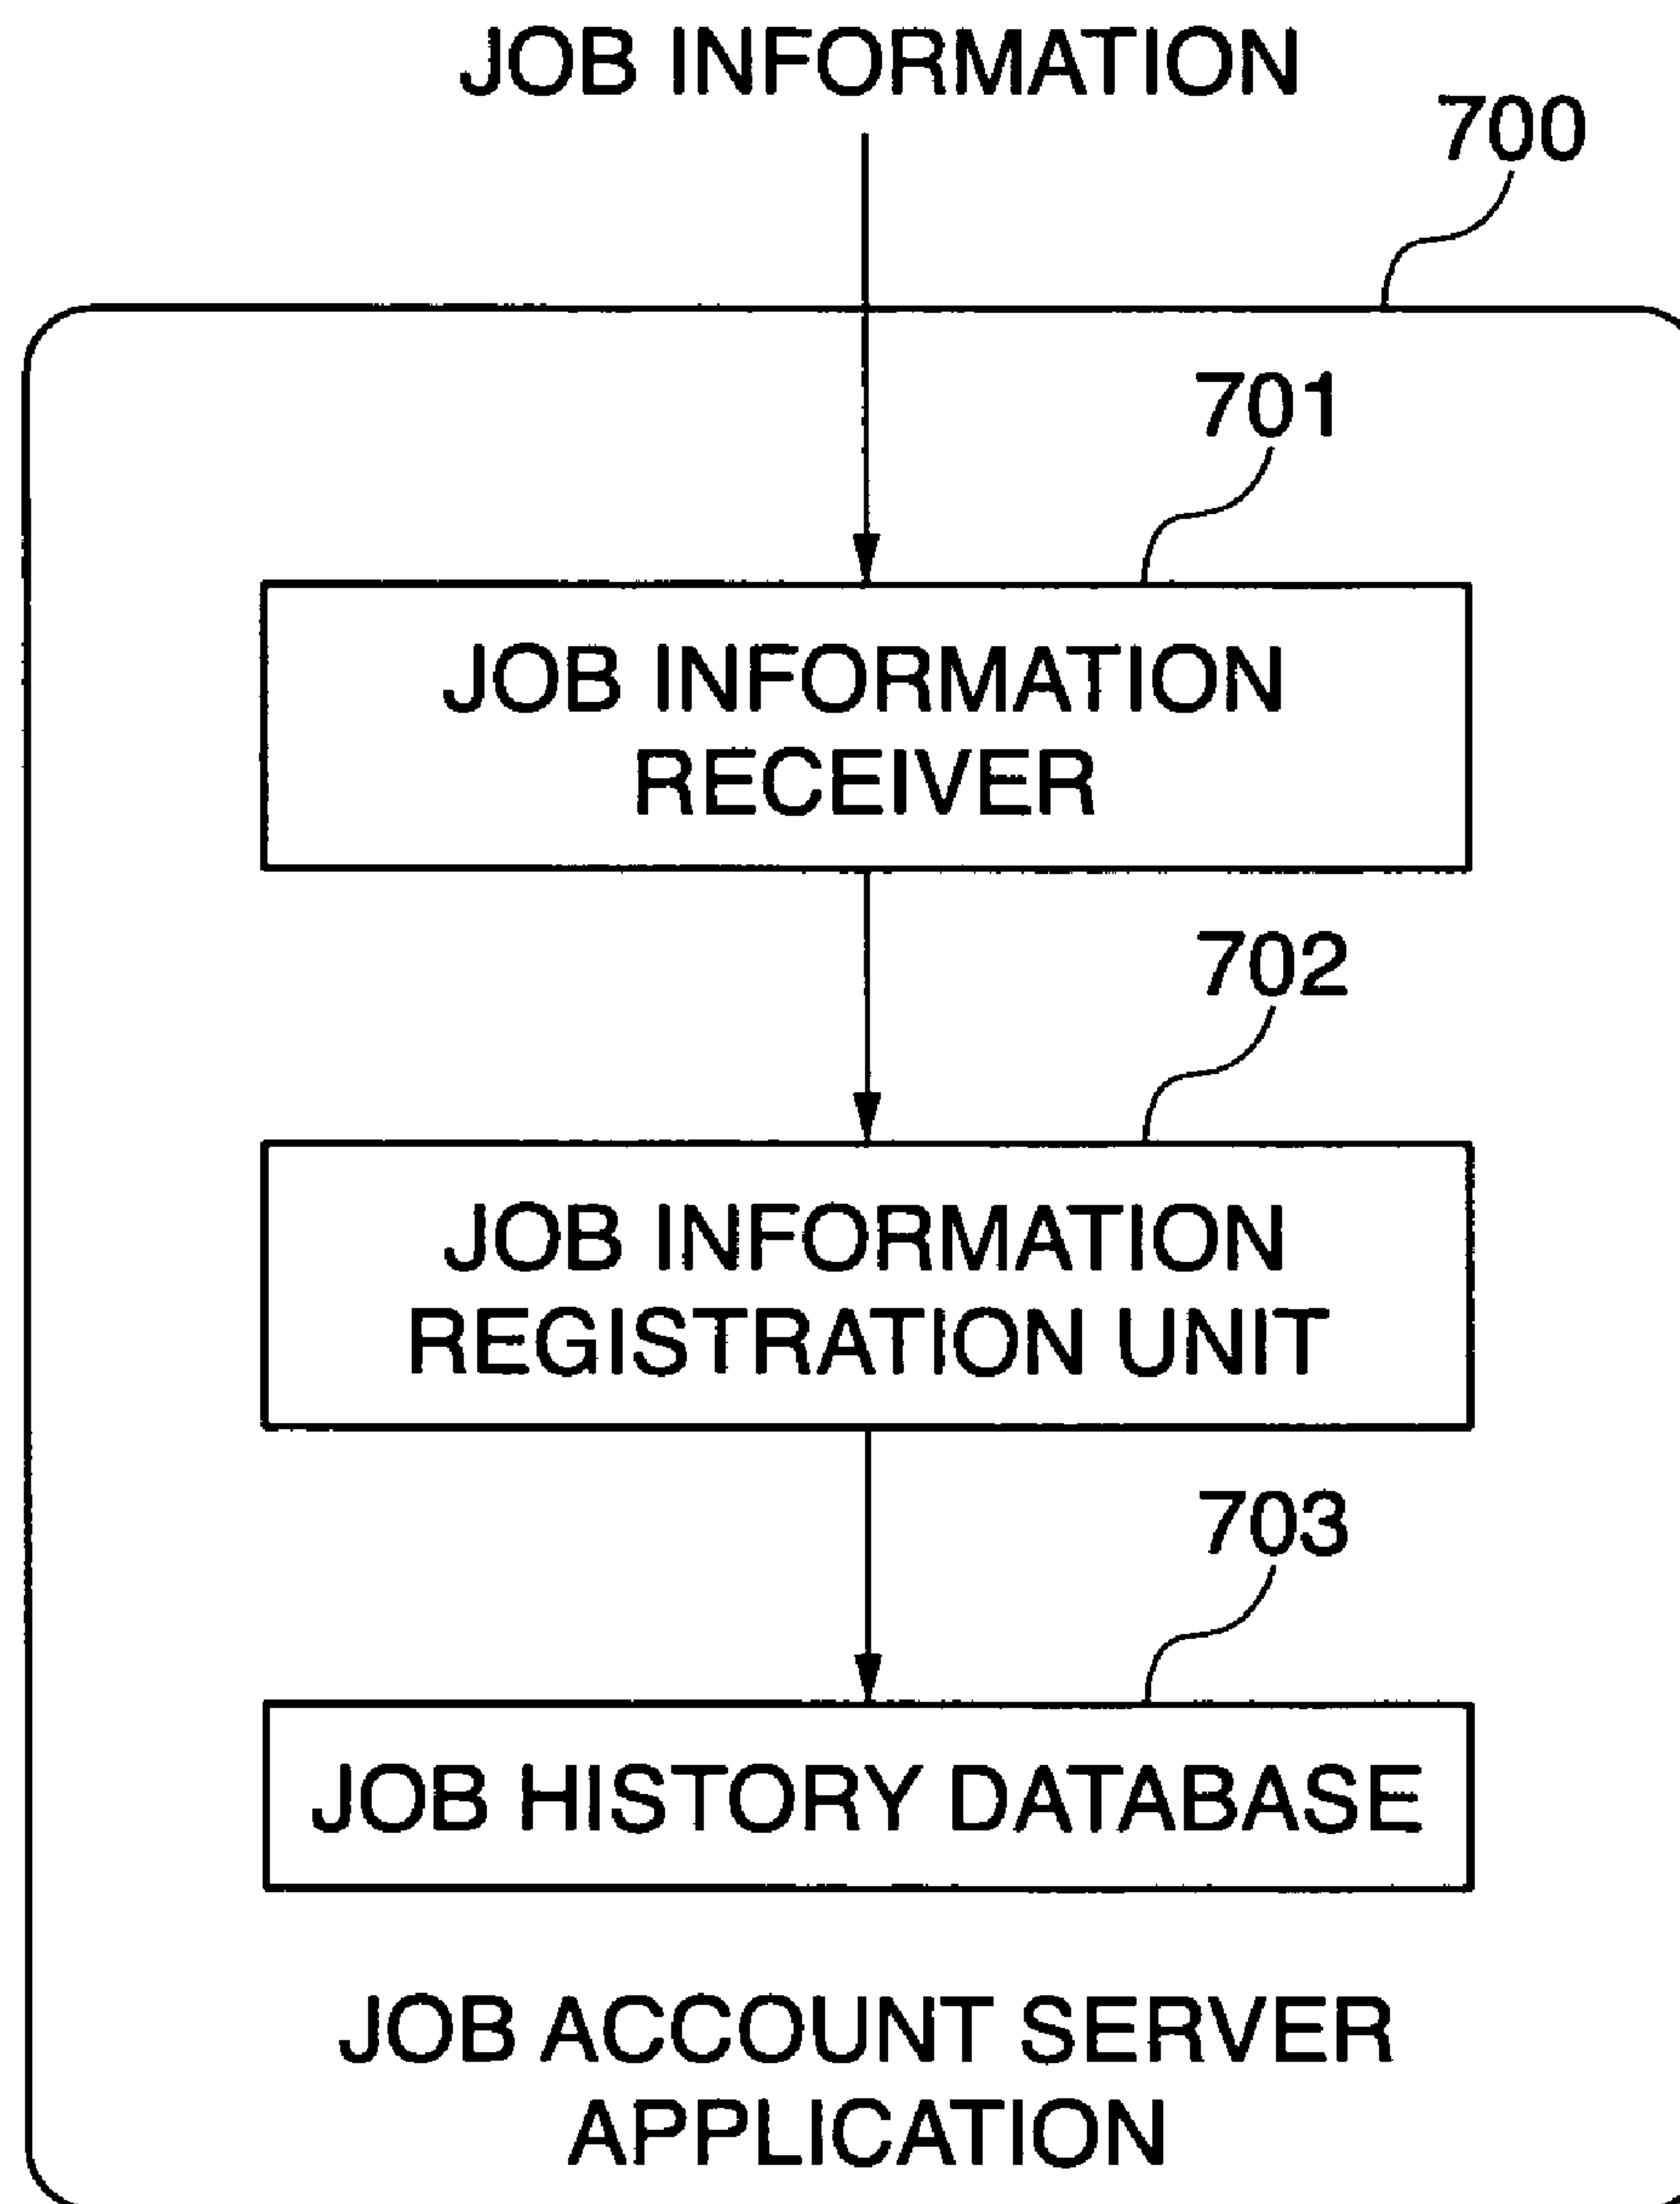 JOB INFORMATION
700
701
JOB INFORMATION
RECEIVER
702
JOB INFORMATION
REGISTRATION UNIT
703
JOB HISTORY DATABASE
JOB ACCOUNT SERVER
APPLICATION